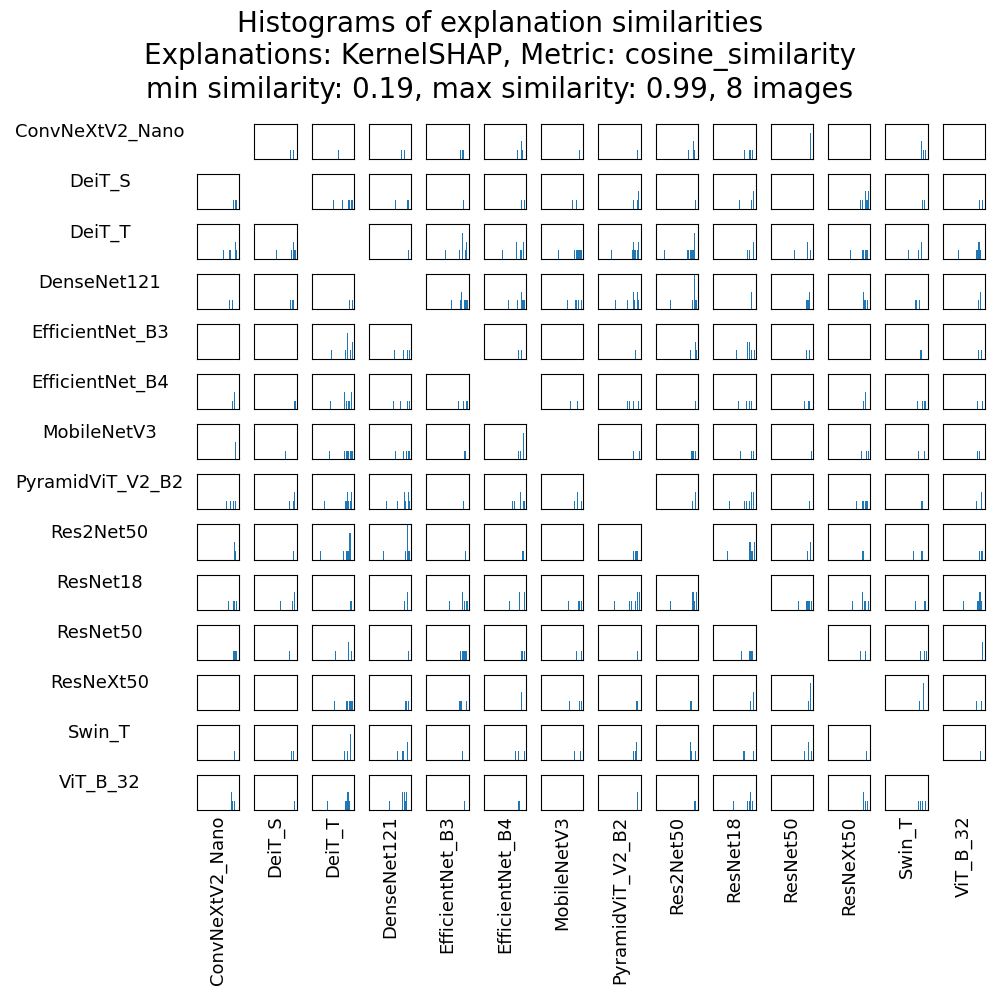 Histograms of explanation similarities
Explanations: KernelSHAP, Metric: cosine_similarity
min similarity: 0.19, max similarity: 0.99, 8 images
ConvNeXtV2_Nano
DeiT_S
DeiT_T
DenseNet121
EfficientNet_B3
EfficientNet_B4
MobileNetV3
PyramidViT_V2_B2
Res2Net50
ResNet18
ResNet50
ResNeXt50
Swin_T
ViT_B_32
ConvNeXtV2_Nano
DeiT_S
DeiT_T
DenseNet121
EfficientNet_B3
EfficientNet_B4
MobileNetV3
PyramidViT_V2_B2
Res2Net50
ResNet18
ResNet50
ResNeXt50
Swin_T
ViT_B_32